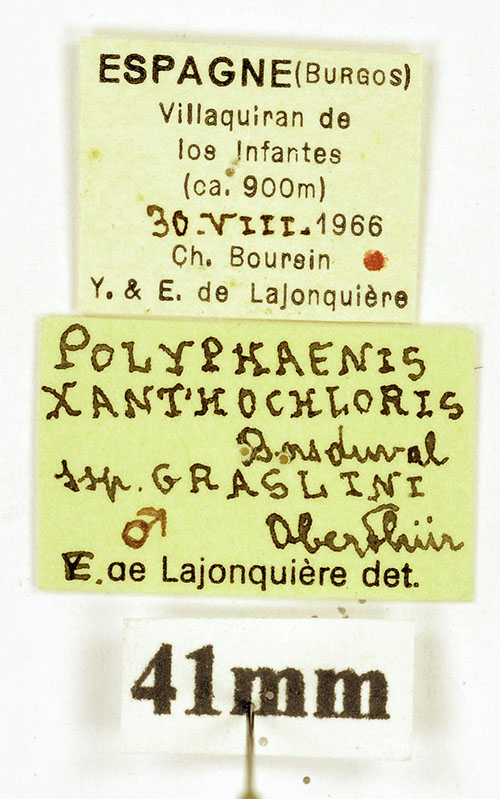 ESPAGNE (BURGOS)
Villaquiran de
los Infantes
(ca. 900m)
30.VIII.1966
Ch. Boursin
Y. & E. de Lajonquière
POLYPHAENIS
XANTHOCHLORIS
Boisduval
ssp. GRASLINI
♂ Oberthür
E. de Lajonquière det.
41mm